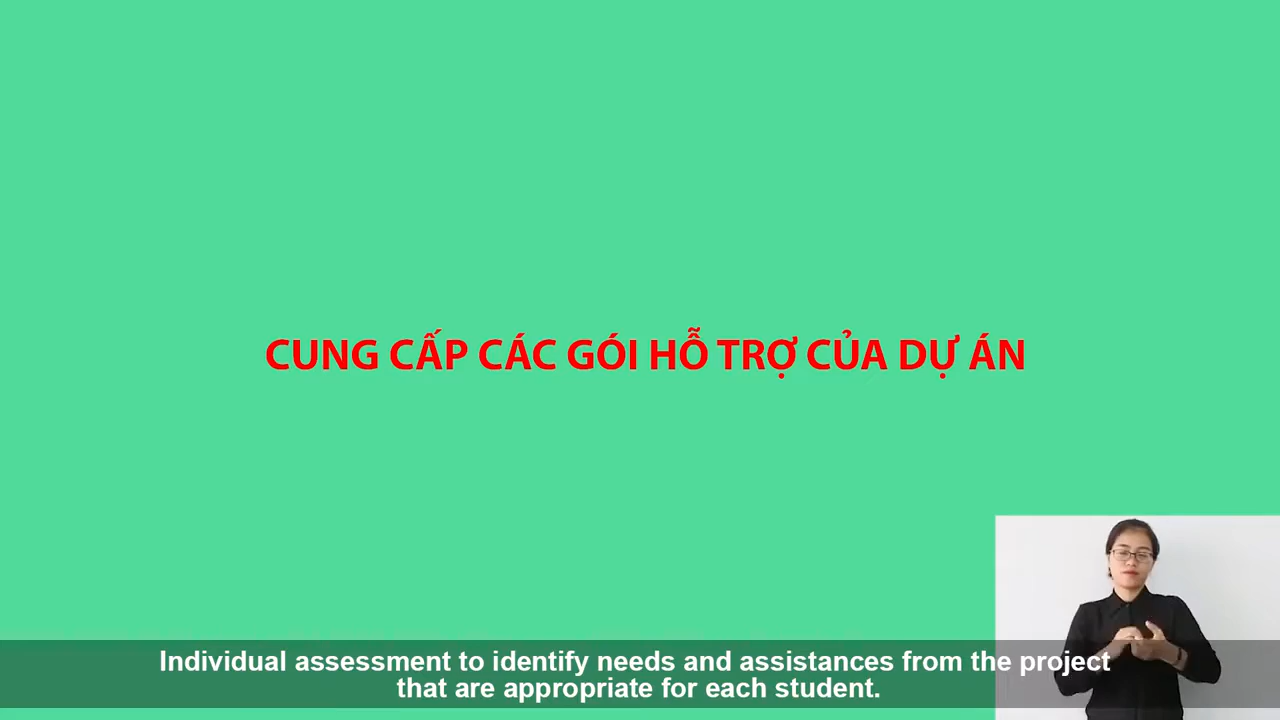 CUNG CẤP CÁC GÓI HỖ TRỢ CỦA DỰ ÁN
Individual assessment to identify needs and assistances from the project
that are appropriate for each student.